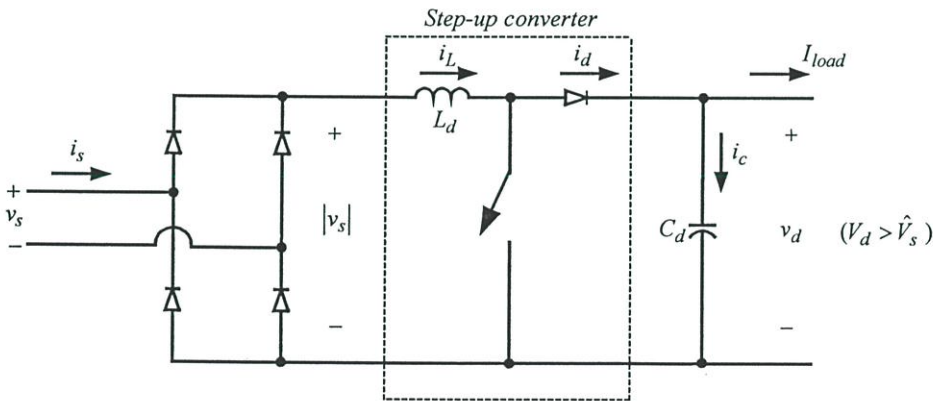 Step-up converter
i_L
i_d
I_load
L_d
+
+
i_s
i_c
+
v_s
|v_s|
C_d
v_d
(V_d > V̂_s)
−
−
−